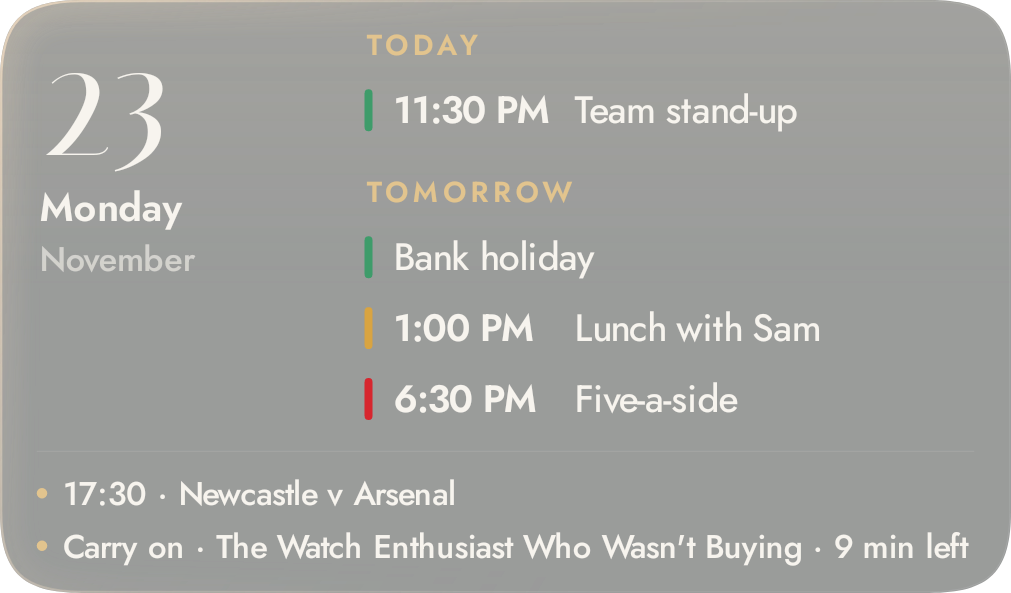 23
Monday
November
TODAY
11:30 PM Team stand-up
TOMORROW
Bank holiday
1:00 PM Lunch with Sam
6:30 PM Five-a-side
17:30 · Newcastle v Arsenal
Carry on · The Watch Enthusiast Who Wasn't Buying · 9 min left